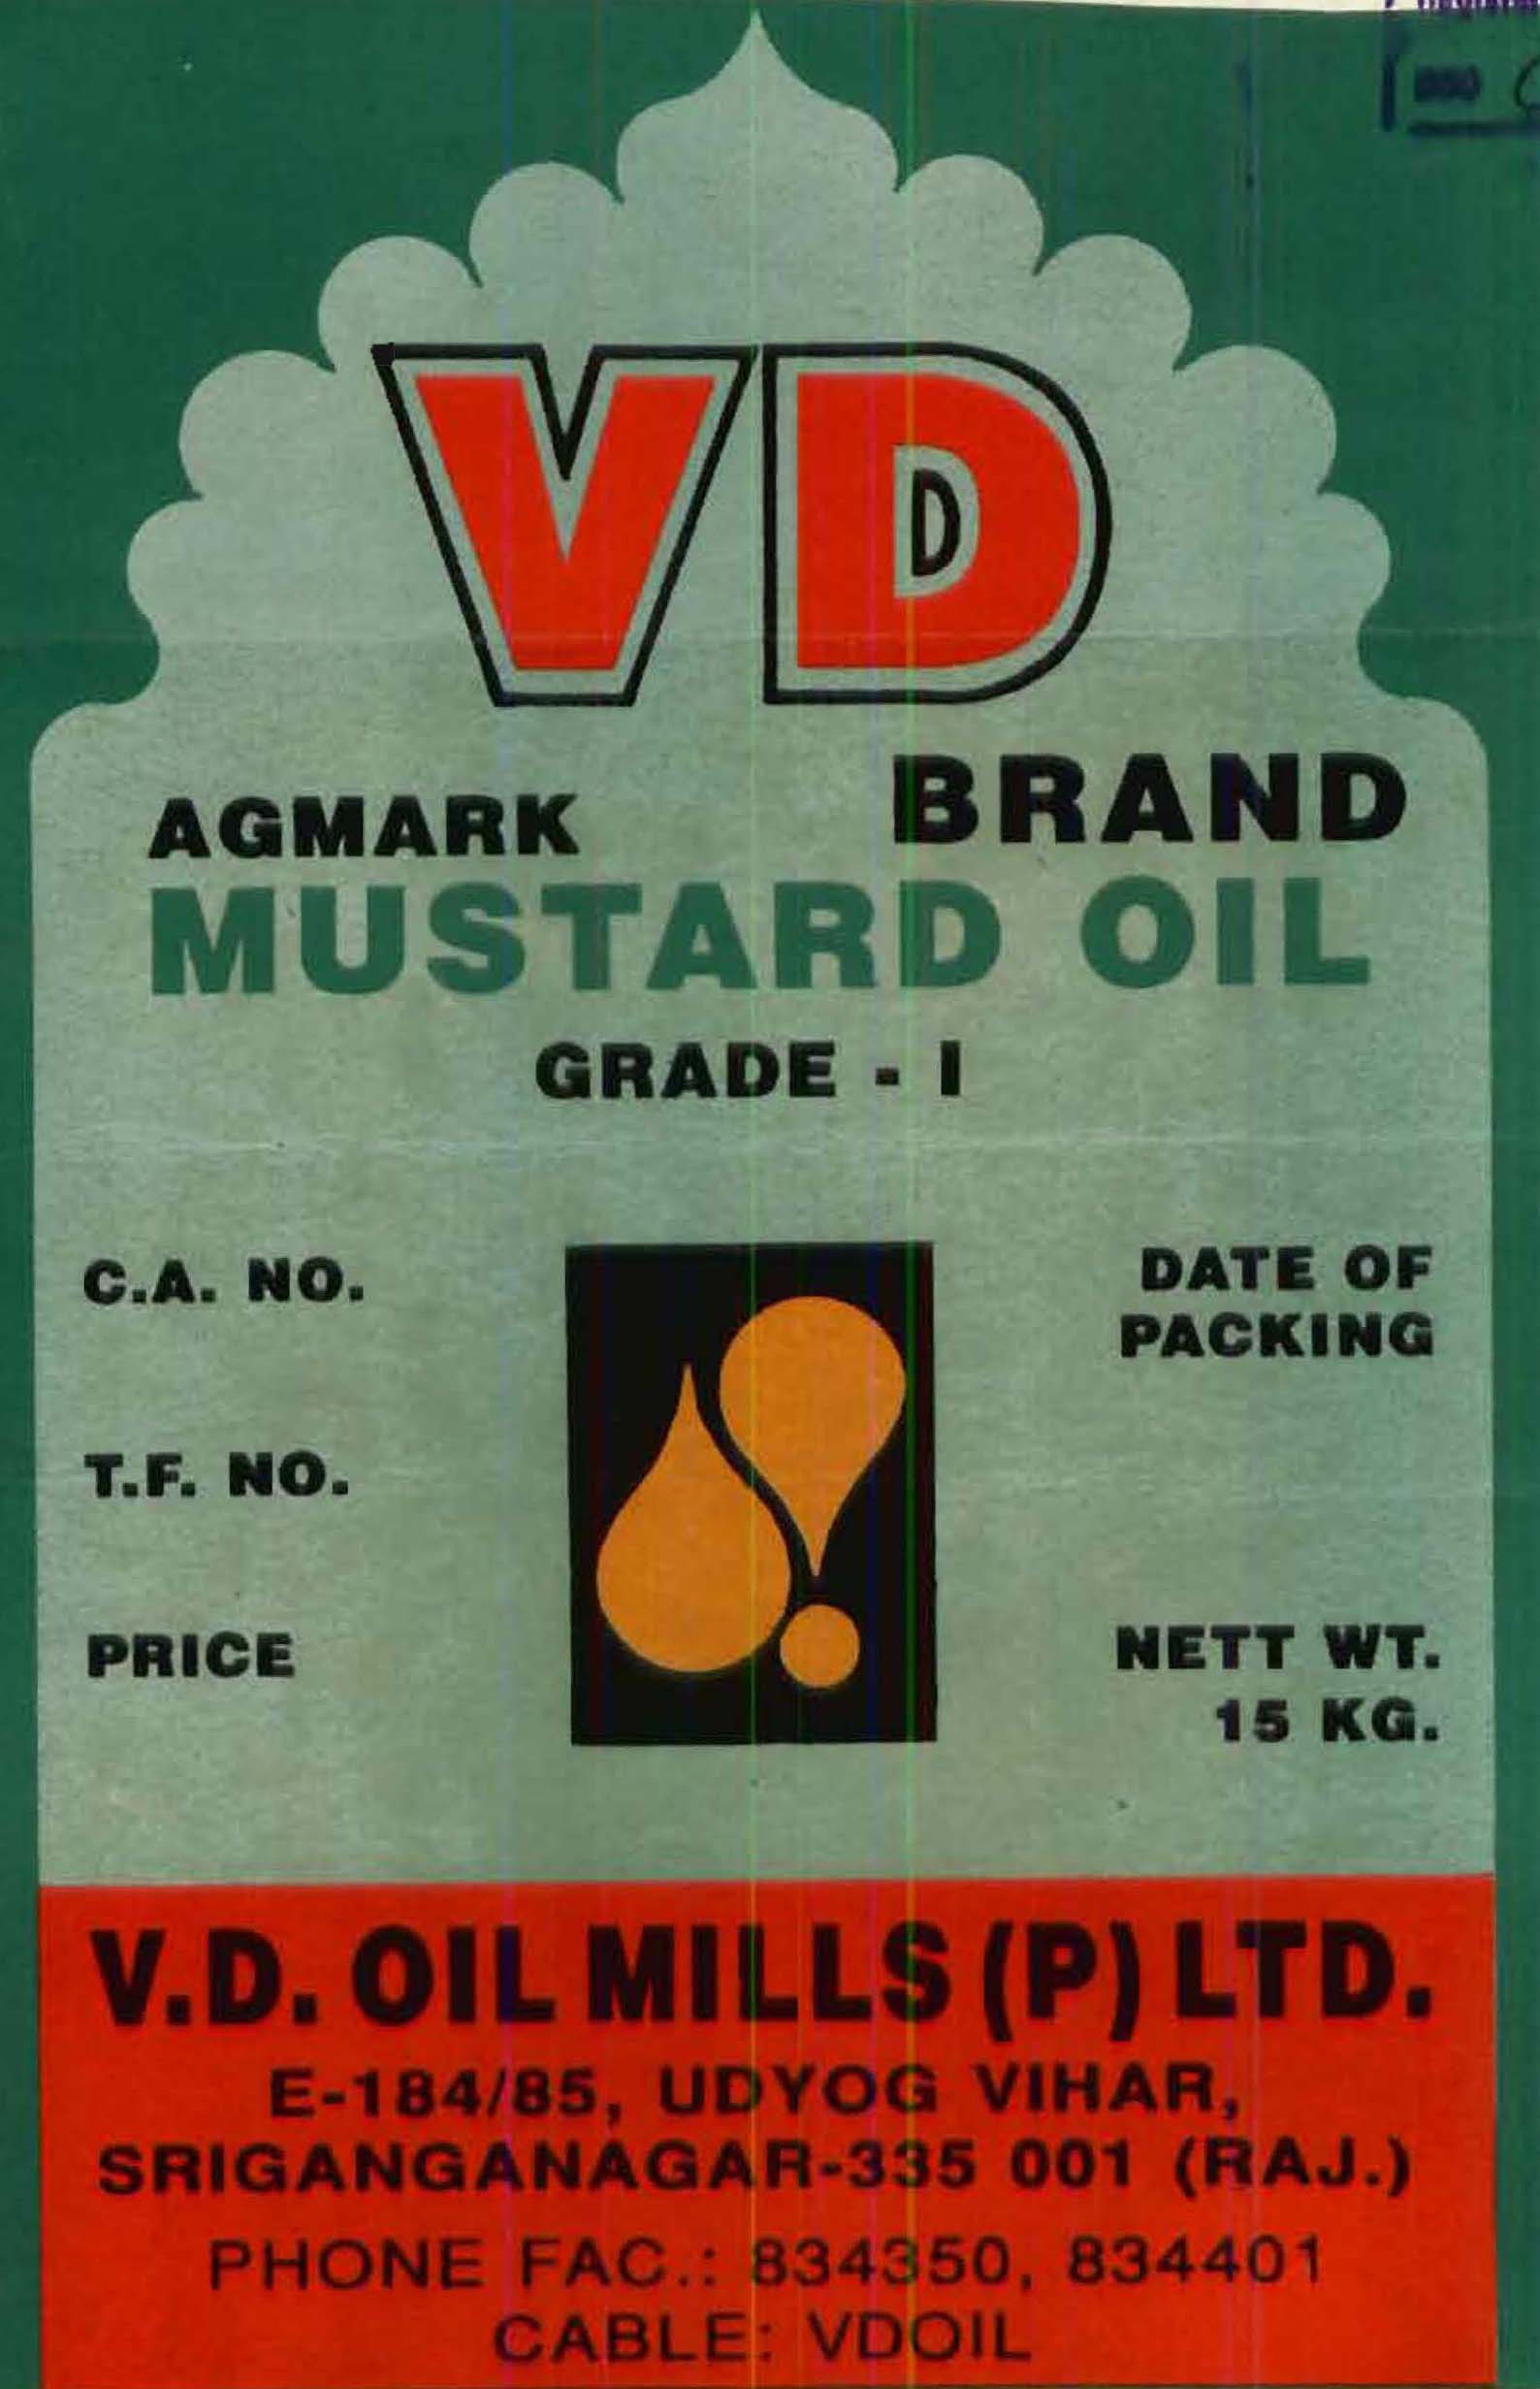 VD
AGMARK BRAND
MUSTARD OIL
GRADE - I
C.A. NO.
DATE OF
PACKING
T.F. NO.
PRICE
NETT WT.
15 KG.
V.D. OIL MILLS (P) LTD.
E-184/85, UDYOG VIHAR,
SRIGANGANAGAR-335 001 (RAJ.)
PHONE FAC.: 834350, 834401
CABLE: VDOIL